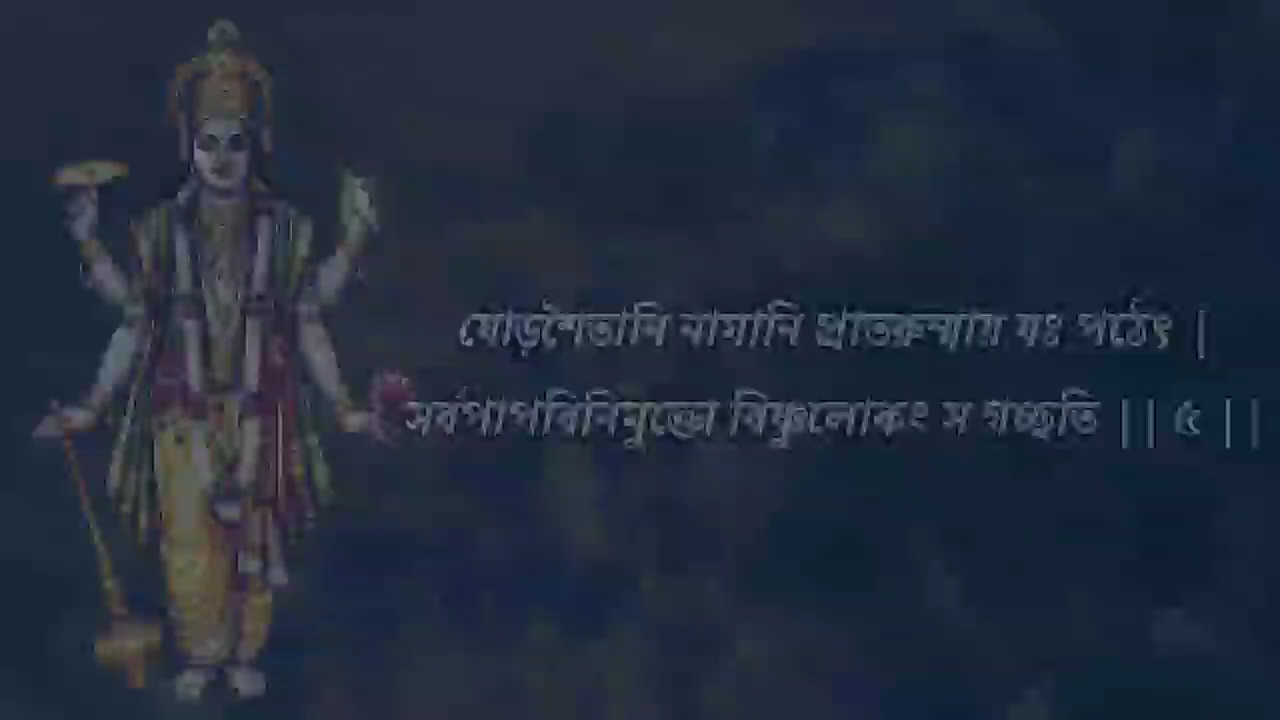 ষোড়শৈতানি নামানি প্রাতরুত্থায় যঃ পঠেৎ |
সর্বপাপবিনির্মুক্তো বিষ্ণুলোকং স গচ্ছতি || ৫ ||